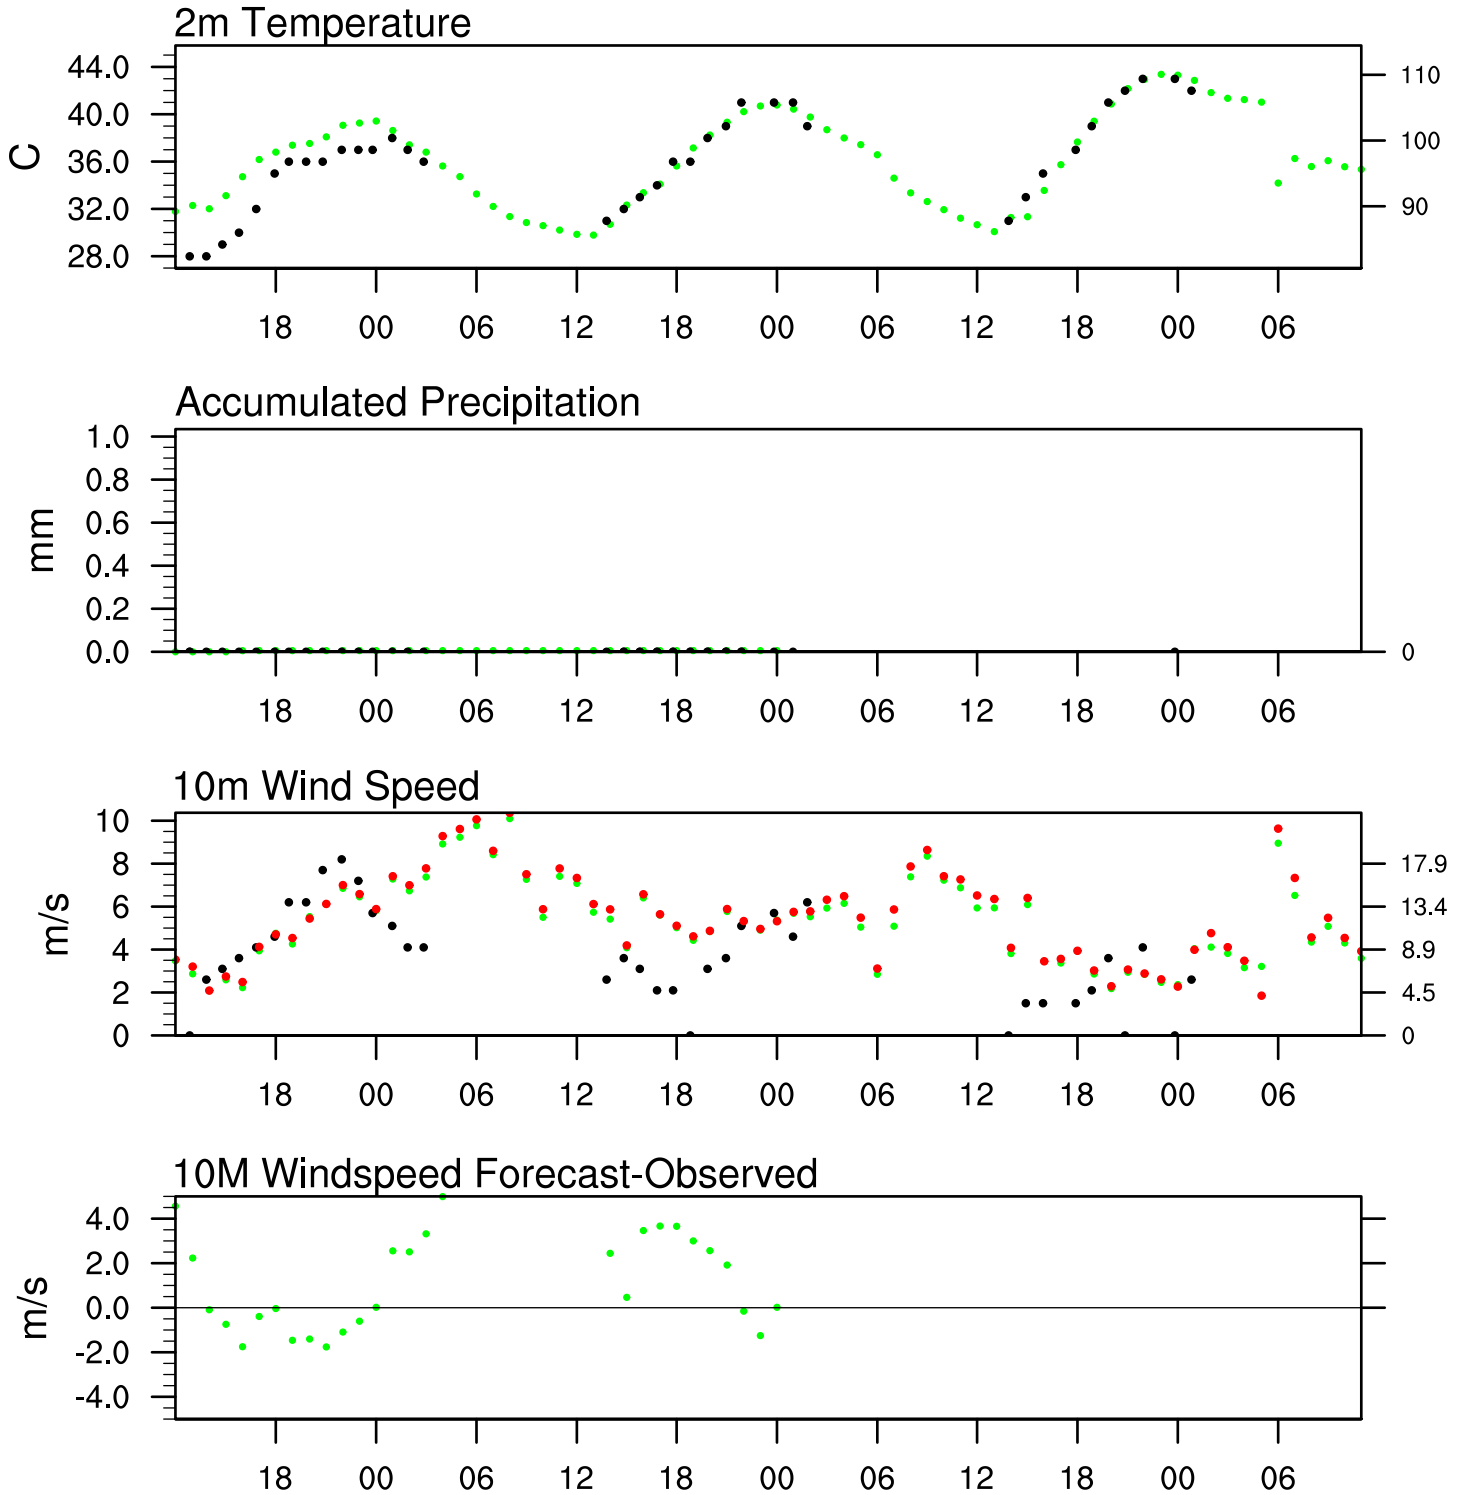 2m Temperature
44.0
40.0
36.0
32.0
28.0
C
110
100
90
18 00 06 12 18 00 06 12 18 00 06
Accumulated Precipitation
1.0
0.8
0.6
0.4
0.2
0.0
mm
0
18 00 06 12 18 00 06 12 18 00 06
10m Wind Speed
10
8
6
4
2
0
m/s
17.9
13.4
8.9
4.5
0
18 00 06 12 18 00 06 12 18 00 06
10M Windspeed Forecast-Observed
4.0
2.0
0.0
-2.0
-4.0
m/s
18 00 06 12 18 00 06 12 18 00 06